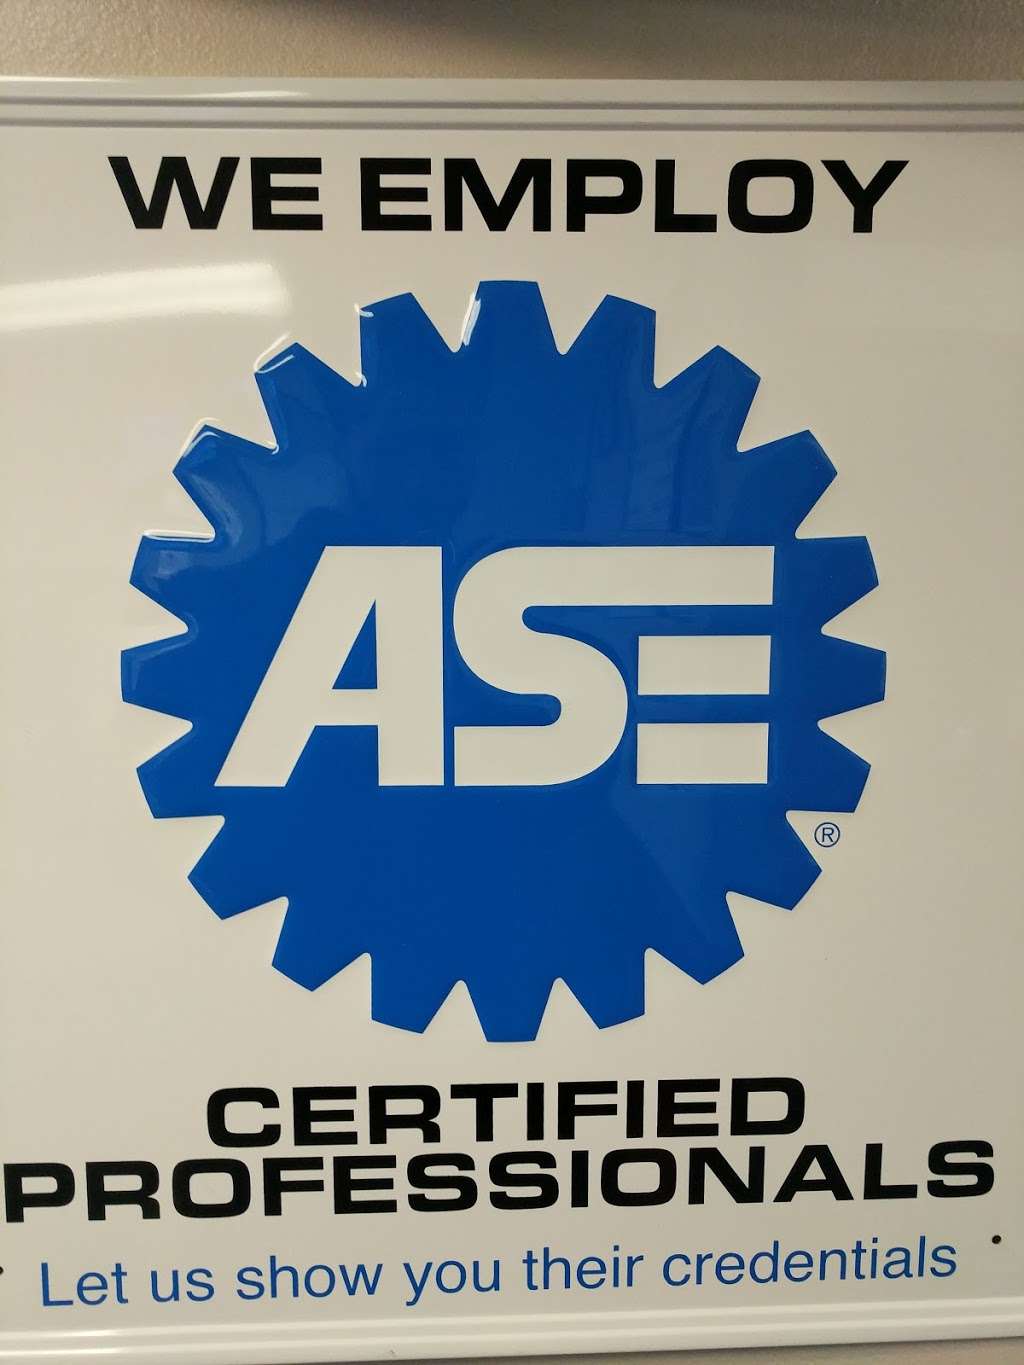 WE EMPLOY
ASE
®
CERTIFIED
PROFESSIONALS
Let us show you their credentials